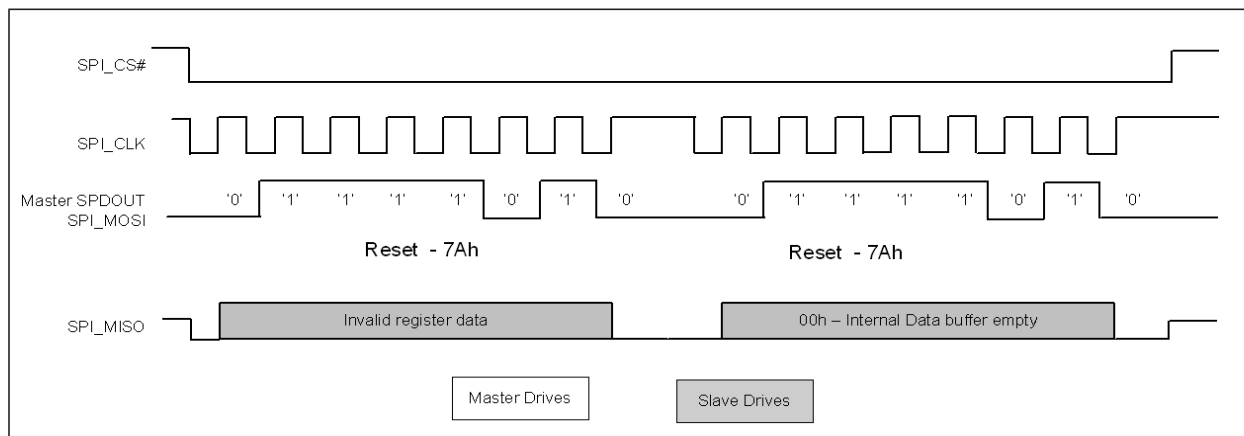 SPI_CS#
SPI_CLK
Master SPDOUT
SPI_MOSI
'0' '1' '1' '1' '1' '0' '1' '0' '0' '1' '1' '1' '1' '0' '1' '0'
Reset - 7Ah Reset - 7Ah
SPI_MISO
Invalid register data 00h – Internal Data buffer empty
Master Drives Slave Drives